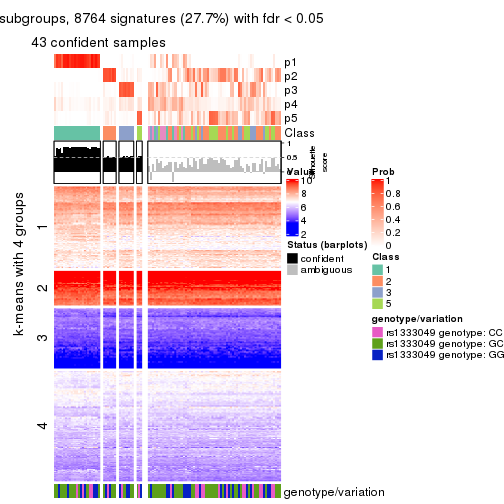 subgroups, 8764 signatures (27.7%) with fdr < 0.05
43 confident samples
p1
p2
p3
p4
p5
Class
1
0.5
0
silhouette
score
k-means with 4 groups
1
2
3
4
Value
10
8
6
4
2
Status (barplots)
confident
ambiguous
Prob
1
0.8
0.6
0.4
0.2
0
Class
1
2
3
5
genotype/variation
rs1333049 genotype: CC
rs1333049 genotype: GC
rs1333049 genotype: GG
genotype/variation